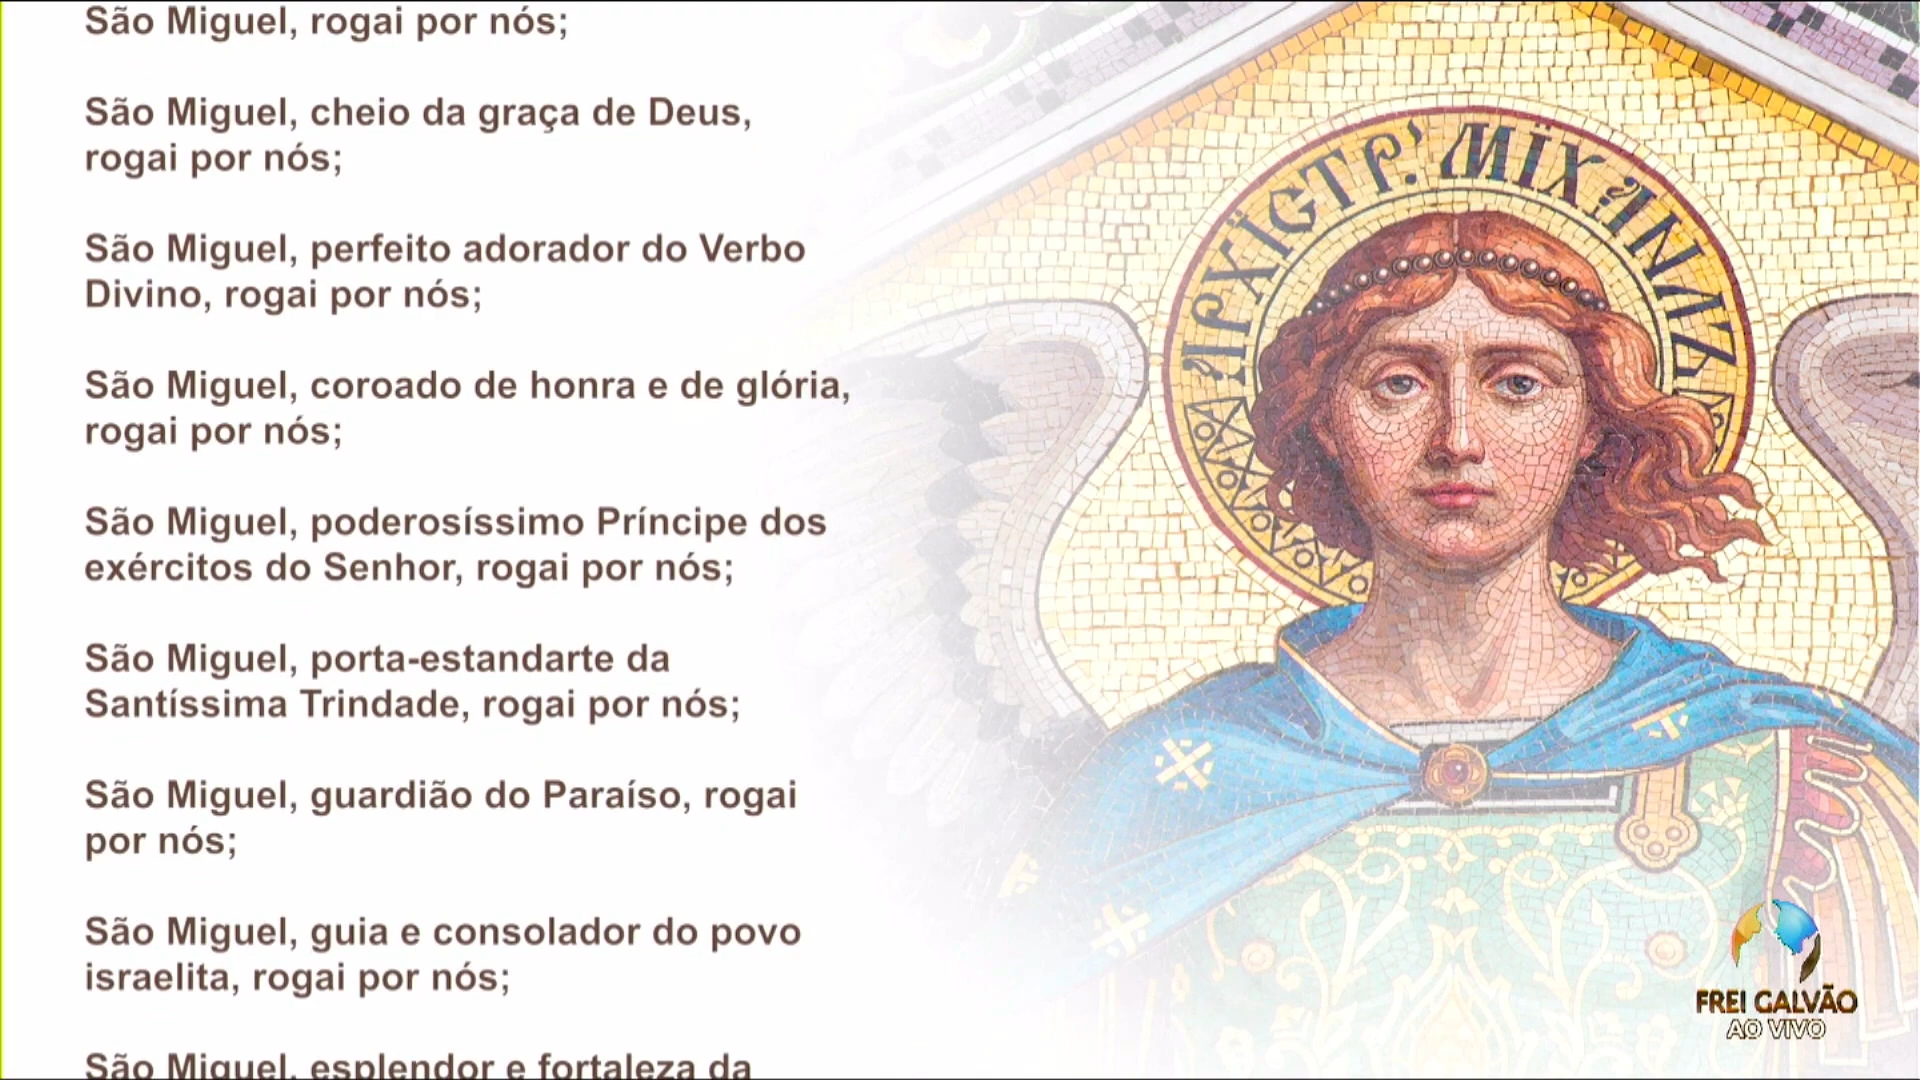 São Miguel, rogai por nós;
São Miguel, cheio da graça de Deus,
rogai por nós;
São Miguel, perfeito adorador do Verbo
Divino, rogai por nós;
São Miguel, coroado de honra e de glória,
rogai por nós;
São Miguel, poderosíssimo Príncipe dos
exércitos do Senhor, rogai por nós;
São Miguel, porta-estandarte da
Santíssima Trindade, rogai por nós;
São Miguel, guardião do Paraíso, rogai
por nós;
São Miguel, guia e consolador do povo
israelita, rogai por nós;
São Miguel, esplendor e fortaleza da
FREI GALVÃO
AO VIVO